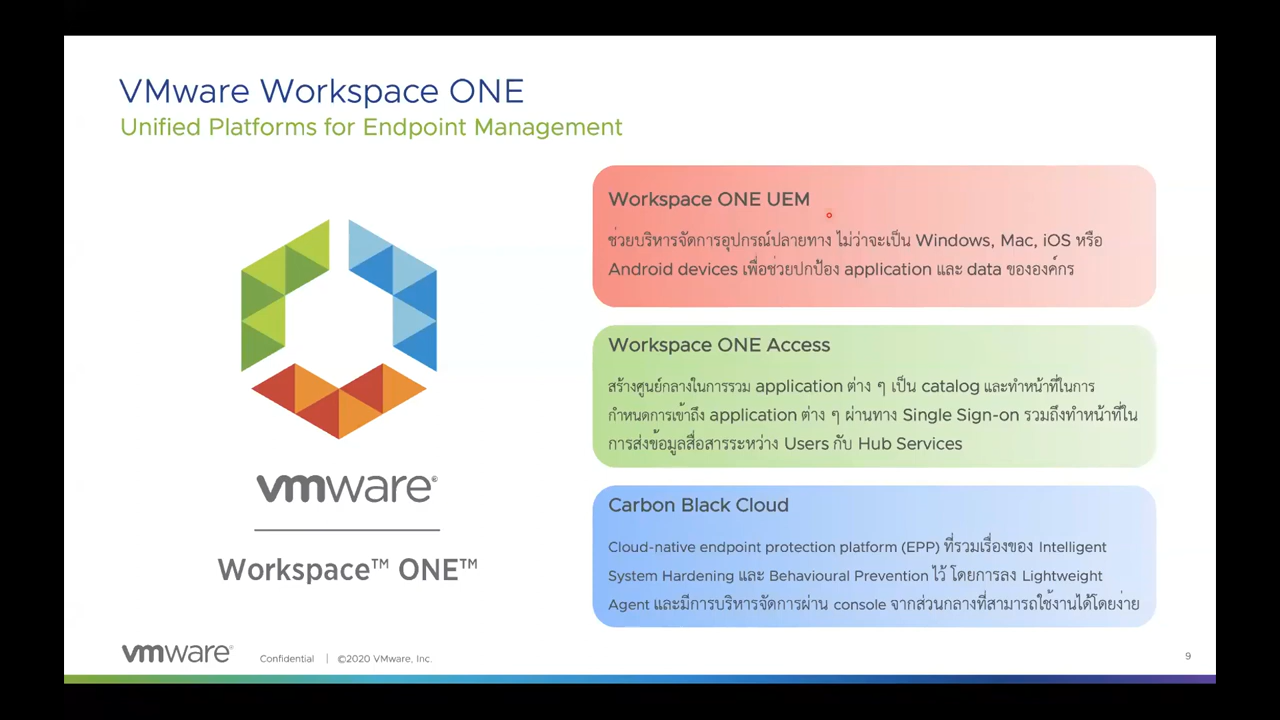 VMware Workspace ONE
Unified Platforms for Endpoint Management
Workspace ONE UEM
ช่วยบริหารจัดการอุปกรณ์ปลายทาง ไม่ว่าจะเป็น Windows, Mac, iOS หรือ
Android devices เพื่อช่วยปกป้อง application และ data ขององค์กร
Workspace ONE Access
สร้างศูนย์กลางในการรวม application ต่าง ๆ เป็น catalog และทำหน้าที่ในการ
กำหนดการเข้าถึง application ต่าง ๆ ผ่านทาง Single Sign-on รวมถึงทำหน้าที่ใน
การส่งข้อมูลสื่อสารระหว่าง Users กับ Hub Services
Carbon Black Cloud
Cloud-native endpoint protection platform (EPP) ที่รวมเรื่องของ Intelligent
System Hardening และ Behavioural Prevention ไว้ โดยการลง Lightweight
Agent และมีการบริหารจัดการผ่าน console จากส่วนกลางที่สามารถใช้งานได้โดยง่าย
vmware®
Workspace™ ONE™
vmware®
Confidential | ©2020 VMware, Inc.
9